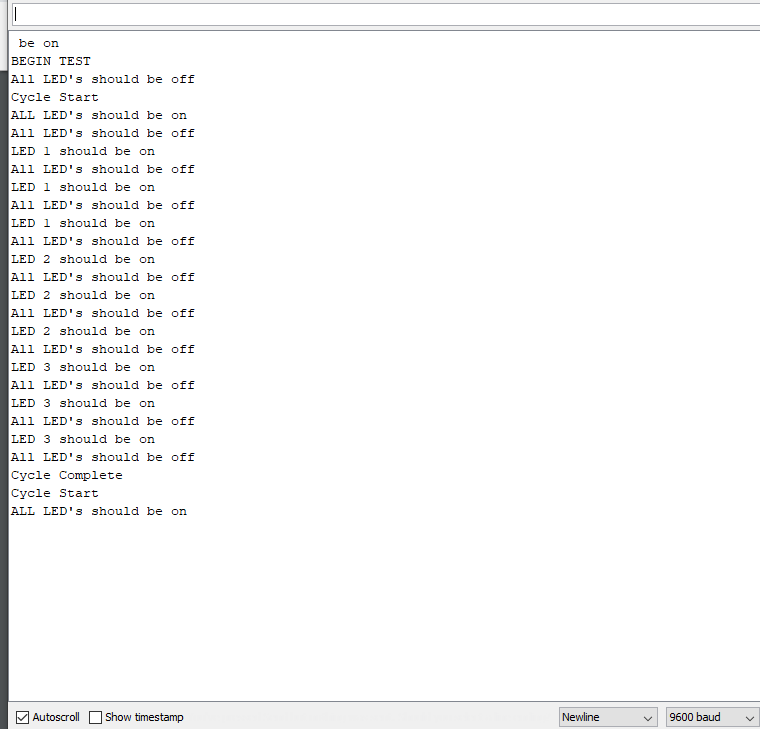 be on
BEGIN TEST
All LED's should be off
Cycle Start
ALL LED's should be on
All LED's should be off
LED 1 should be on
All LED's should be off
LED 1 should be on
All LED's should be off
LED 1 should be on
All LED's should be off
LED 2 should be on
All LED's should be off
LED 2 should be on
All LED's should be off
LED 2 should be on
All LED's should be off
LED 3 should be on
All LED's should be off
LED 3 should be on
All LED's should be off
LED 3 should be on
All LED's should be off
Cycle Complete
Cycle Start
ALL LED's should be on
Autoscroll Show timestamp Newline 9600 baud